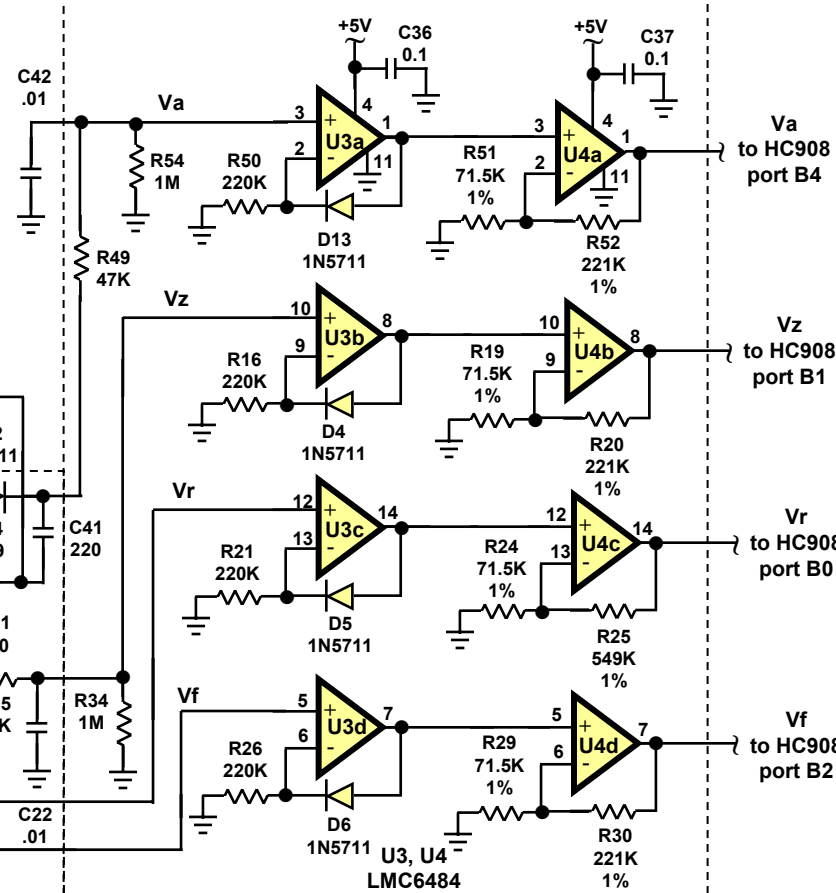 +5V
C36
0.1
+5V
C37
0.1
C42
.01
Va
3
+
4
1
U3a
2
-
11
R54
1M
R50
220K
D13
1N5711
3
+
4
1
U4a
2
-
11
R51
71.5K
1%
R52
221K
1%
Va
to HC908
port B4
R49
47K
Vz
10
+
8
U3b
9
-
R16
220K
D4
1N5711
10
+
8
U4b
9
-
R19
71.5K
1%
R20
221K
1%
Vz
to HC908
port B1
11
Vr
12
+
14
U3c
13
-
C41
220
R21
220K
D5
1N5711
12
+
14
U4c
13
-
R24
71.5K
1%
R25
549K
1%
Vr
to HC908
port B0
1
0
5
K
R34
1M
Vf
5
+
7
U3d
6
-
R26
220K
D6
1N5711
5
+
7
U4d
6
-
R29
71.5K
1%
R30
221K
1%
Vf
to HC908
port B2
C22
.01
U3, U4
LMC6484